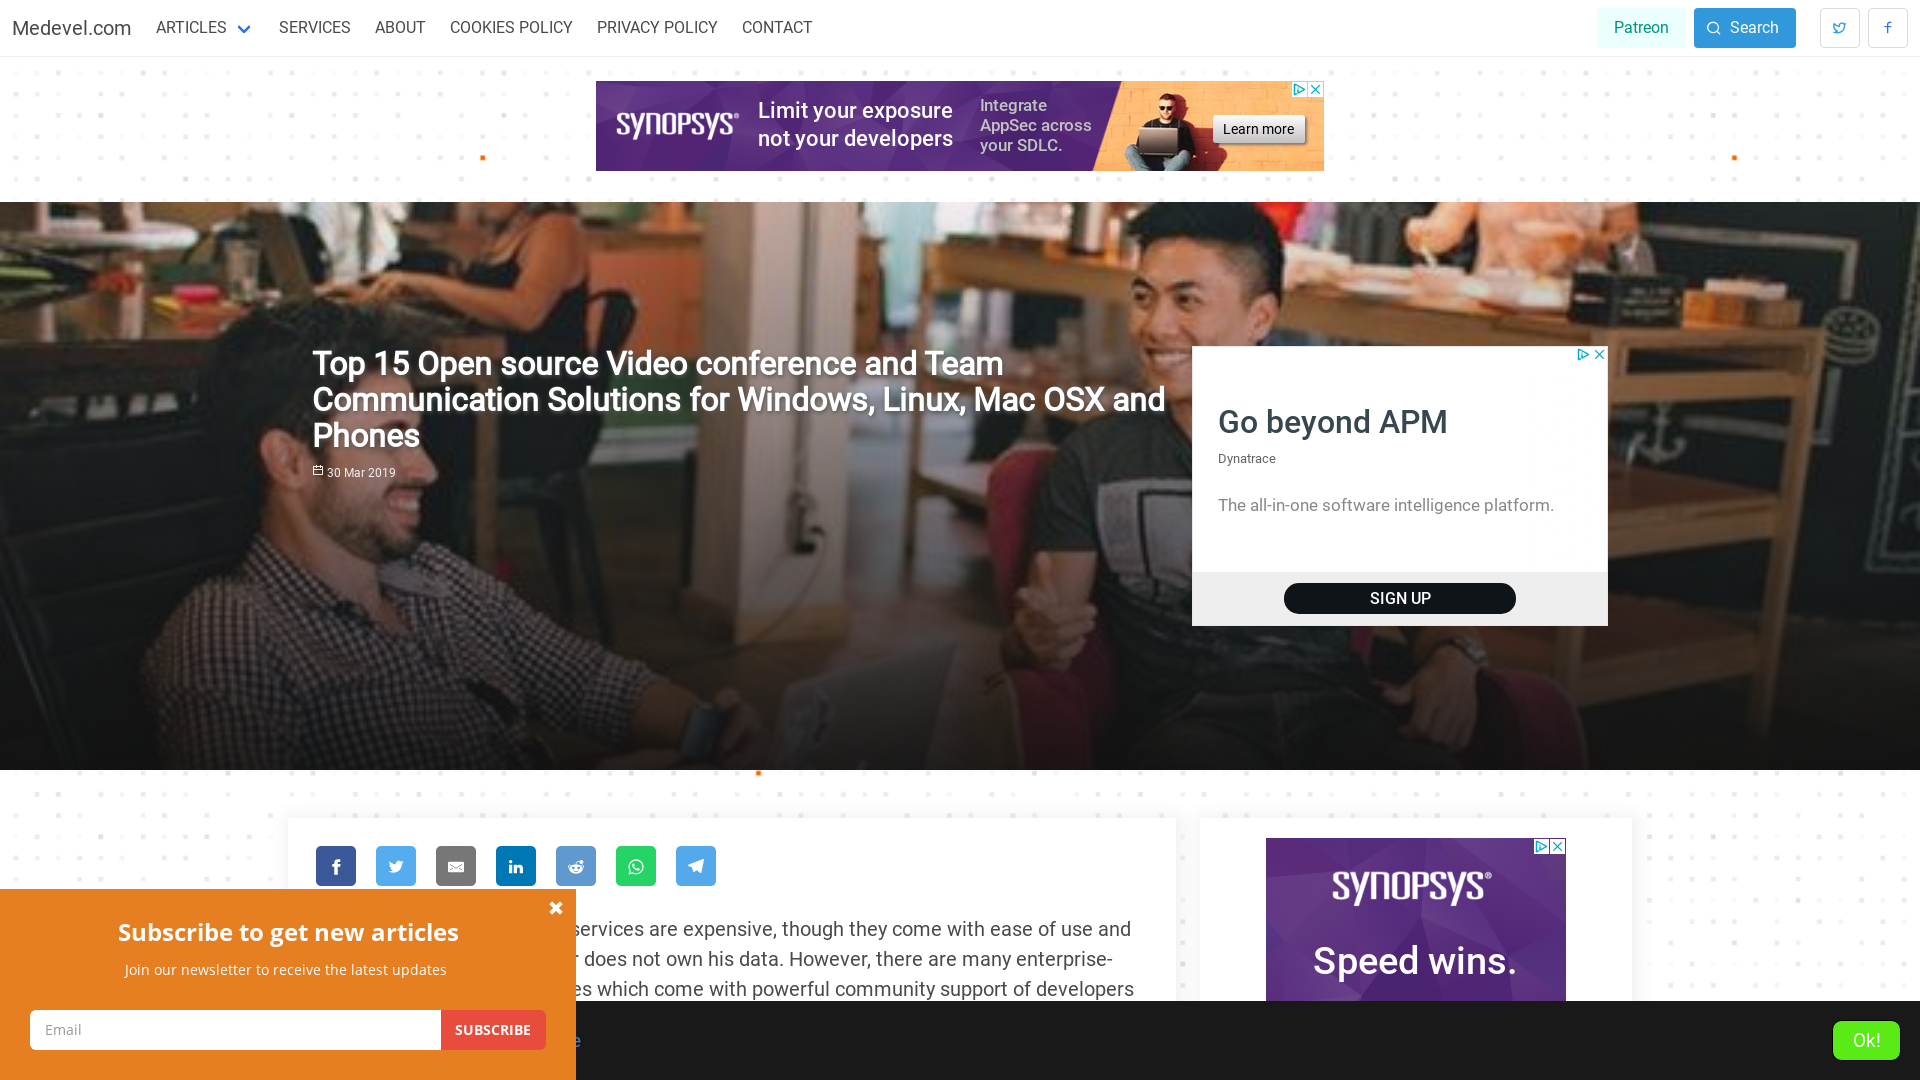 Medevel.com
ARTICLES
SERVICES
ABOUT
COOKIES POLICY
PRIVACY POLICY
CONTACT
Patreon
Search
SYNOPSYS®
Limit your exposure
not your developers
Integrate
AppSec across
your SDLC.
Learn more
Top 15 Open source Video conference and Team
Communication Solutions for Windows, Linux, Mac OSX and
Phones
30 Mar 2019
Go beyond APM
Dynatrace
The all-in-one software intelligence platform.
SIGN UP
services are expensive, though they come with ease of use and
does not own his data. However, there are many enterprise-
which come with powerful community support of developers
SYNOPSYS®
Speed wins.
Subscribe to get new articles
Join our newsletter to receive the latest updates
Email
SUBSCRIBE
Ok!